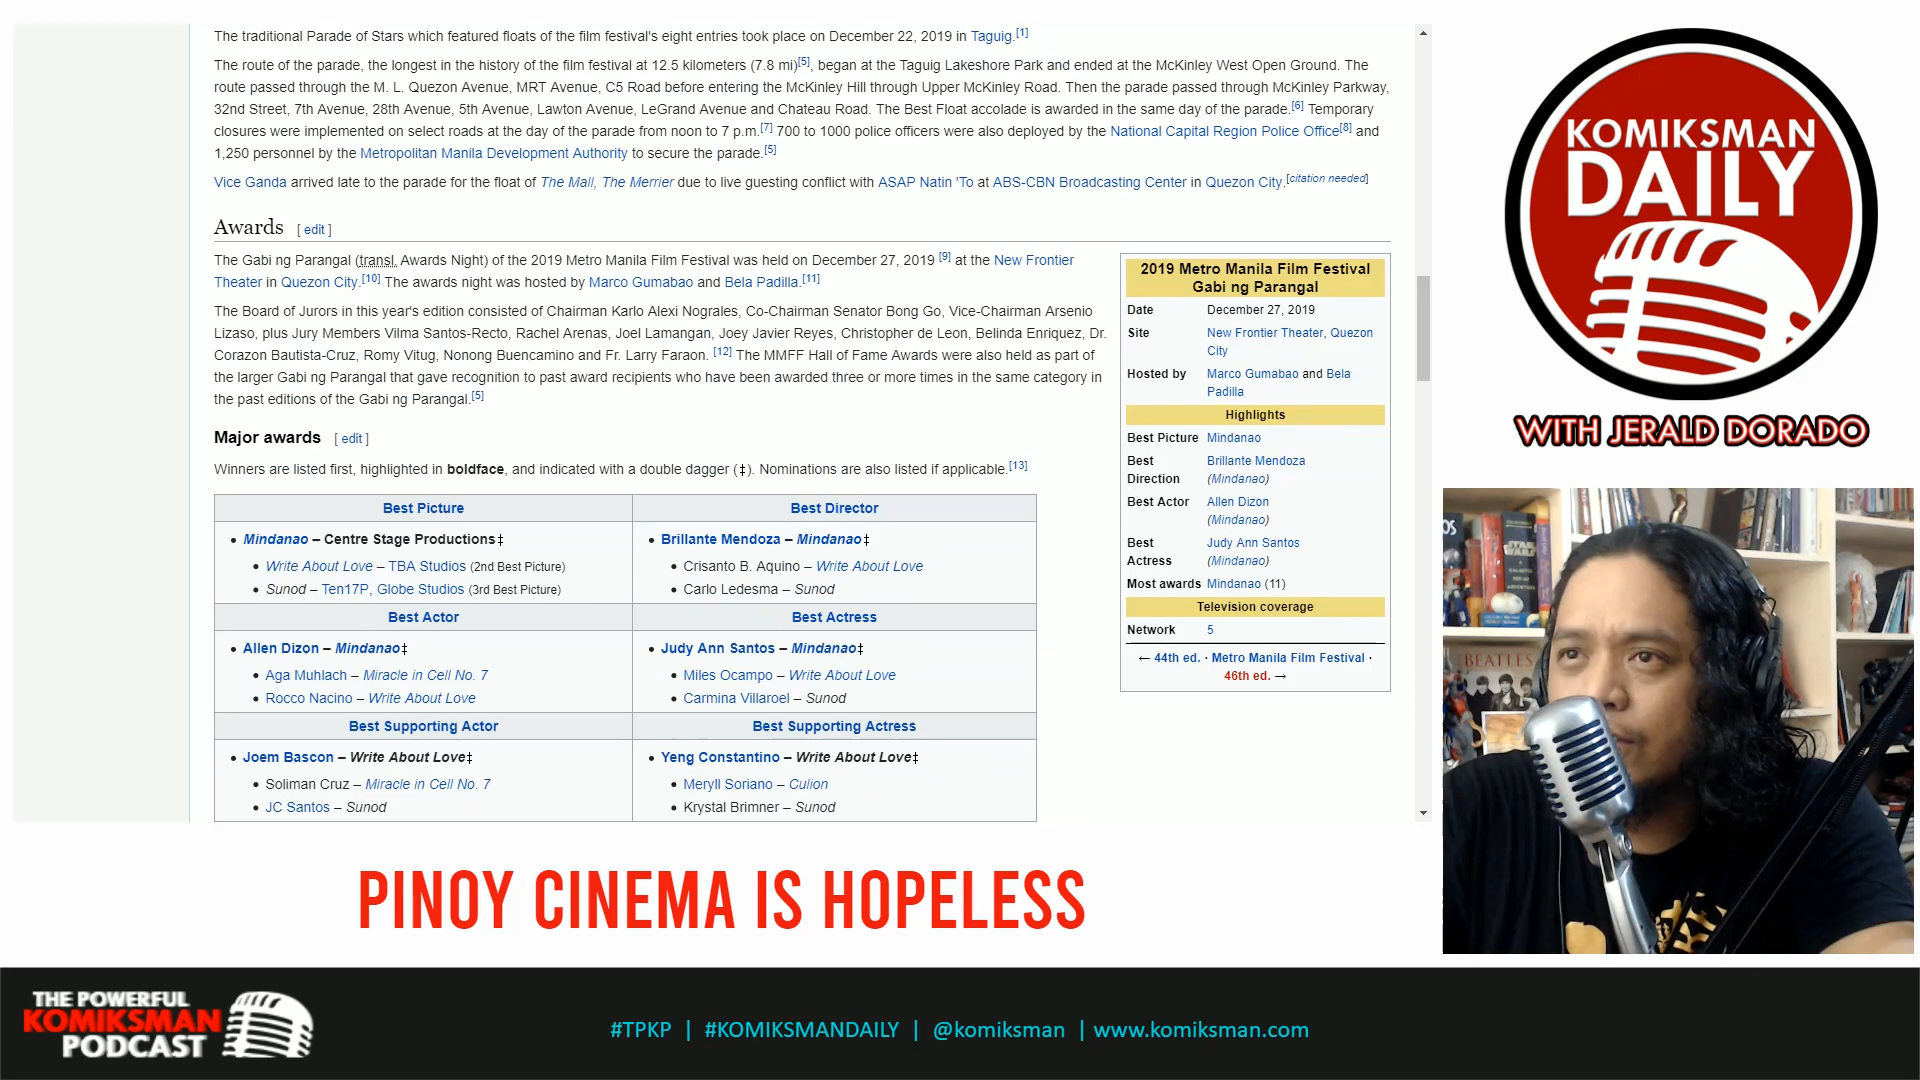 The traditional Parade of Stars which featured floats of the film festival's eight entries took place on December 22, 2019 in Taguig.[1]
The route of the parade, the longest in the history of the film festival at 12.5 kilometers (7.8 mi)[5], began at the Taguig Lakeshore Park and ended at the McKinley West Open Ground. The
route passed through the M. L. Quezon Avenue, MRT Avenue, C5 Road before entering the McKinley Hill through Upper McKinley Road. Then the parade passed through McKinley Parkway,
32nd Street, 7th Avenue, 28th Avenue, 5th Avenue, Lawton Avenue, LeGrand Avenue and Chateau Road. The Best Float accolade is awarded in the same day of the parade.[6] Temporary
closures were implemented on select roads at the day of the parade from noon to 7 p.m.[7] 700 to 1000 police officers were also deployed by the National Capital Region Police Office[8] and
1,250 personnel by the Metropolitan Manila Development Authority to secure the parade.[5]
Vice Ganda arrived late to the parade for the float of The Mall, The Merrier due to live guesting conflict with ASAP Natin 'To at ABS-CBN Broadcasting Center in Quezon City.[citation needed]
Awards [ edit ]
The Gabi ng Parangal (transl. Awards Night) of the 2019 Metro Manila Film Festival was held on December 27, 2019 [9] at the New Frontier
Theater in Quezon City.[10] The awards night was hosted by Marco Gumabao and Bela Padilla.[11]
The Board of Jurors in this year's edition consisted of Chairman Karlo Alexi Nograles, Co-Chairman Senator Bong Go, Vice-Chairman Arsenio
Lizaso, plus Jury Members Vilma Santos-Recto, Rachel Arenas, Joel Lamangan, Joey Javier Reyes, Christopher de Leon, Belinda Enriquez, Dr.
Corazon Bautista-Cruz, Romy Vitug, Nonong Buencamino and Fr. Larry Faraon. [12] The MMFF Hall of Fame Awards were also held as part of
the larger Gabi ng Parangal that gave recognition to past award recipients who have been awarded three or more times in the same category in
the past editions of the Gabi ng Parangal.[5]
Major awards [ edit ]
Winners are listed first, highlighted in boldface, and indicated with a double dagger (‡). Nominations are also listed if applicable.[13]
Best Picture
Best Director
• Mindanao – Centre Stage Productions‡
• Write About Love – TBA Studios (2nd Best Picture)
• Sunod – Ten17P, Globe Studios (3rd Best Picture)
• Brillante Mendoza – Mindanao‡
• Crisanto B. Aquino – Write About Love
• Carlo Ledesma – Sunod
Best Actor
Best Actress
• Allen Dizon – Mindanao‡
• Aga Muhlach – Miracle in Cell No. 7
• Rocco Nacino – Write About Love
• Judy Ann Santos – Mindanao‡
• Miles Ocampo – Write About Love
• Carmina Villaroel – Sunod
Best Supporting Actor
Best Supporting Actress
• Joem Bascon – Write About Love‡
• Soliman Cruz – Miracle in Cell No. 7
• JC Santos – Sunod
• Yeng Constantino – Write About Love‡
• Meryll Soriano – Culion
• Krystal Brimner – Sunod
2019 Metro Manila Film Festival
Gabi ng Parangal
Date December 27, 2019
Site New Frontier Theater, Quezon
City
Hosted by Marco Gumabao and Bela
Padilla
Highlights
Best Picture Mindanao
Best Direction Brillante Mendoza
(Mindanao)
Best Actor Allen Dizon
(Mindanao)
Best Actress Judy Ann Santos
(Mindanao)
Most awards Mindanao (11)
Television coverage
Network 5
← 44th ed. · Metro Manila Film Festival ·
46th ed. →
KOMIKSMAN
DAILY
WITH JERALD DORADO
STAR WARS
BEATLES
PINOY CINEMA IS HOPELESS
THE POWERFUL
KOMIKSMAN
PODCAST
#TPKP | #KOMIKSMANDAILY | @komiksman | www.komiksman.com